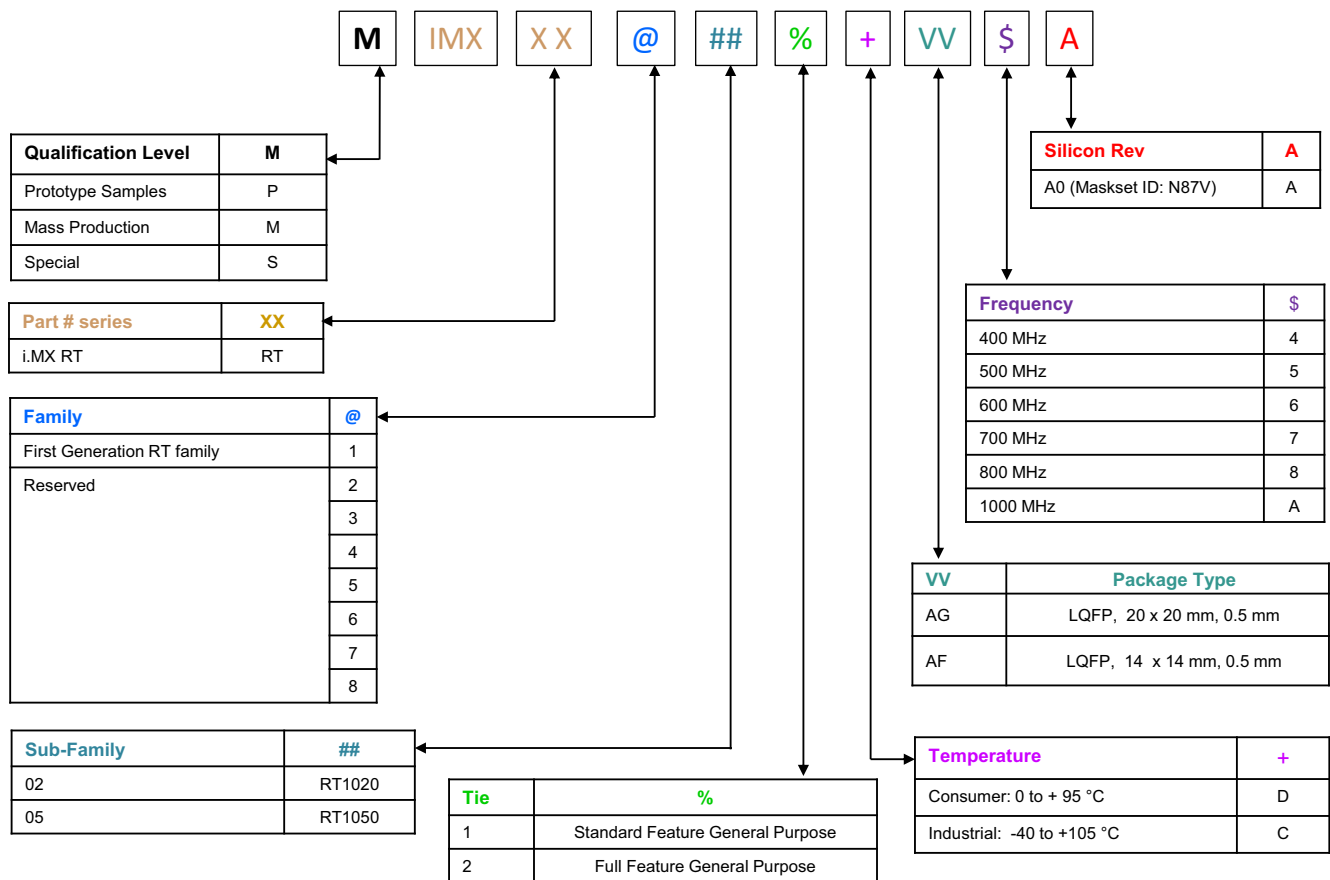 M IMX X X @ ## % + VV $ A
Qualification Level M
Prototype Samples P
Mass Production M
Special S
Part # series XX
i.MX RT RT
Family @
First Generation RT family 1
Reserved 2
3
4
5
6
7
8
Sub-Family ##
02 RT1020
05 RT1050
Tie %
1 Standard Feature General Purpose
2 Full Feature General Purpose
Silicon Rev A
A0 (Maskset ID: N87V) A
Frequency $
400 MHz 4
500 MHz 5
600 MHz 6
700 MHz 7
800 MHz 8
1000 MHz A
VV Package Type
AG LQFP, 20 x 20 mm, 0.5 mm
AF LQFP, 14 x 14 mm, 0.5 mm
Temperature +
Consumer: 0 to + 95 °C D
Industrial: -40 to +105 °C C